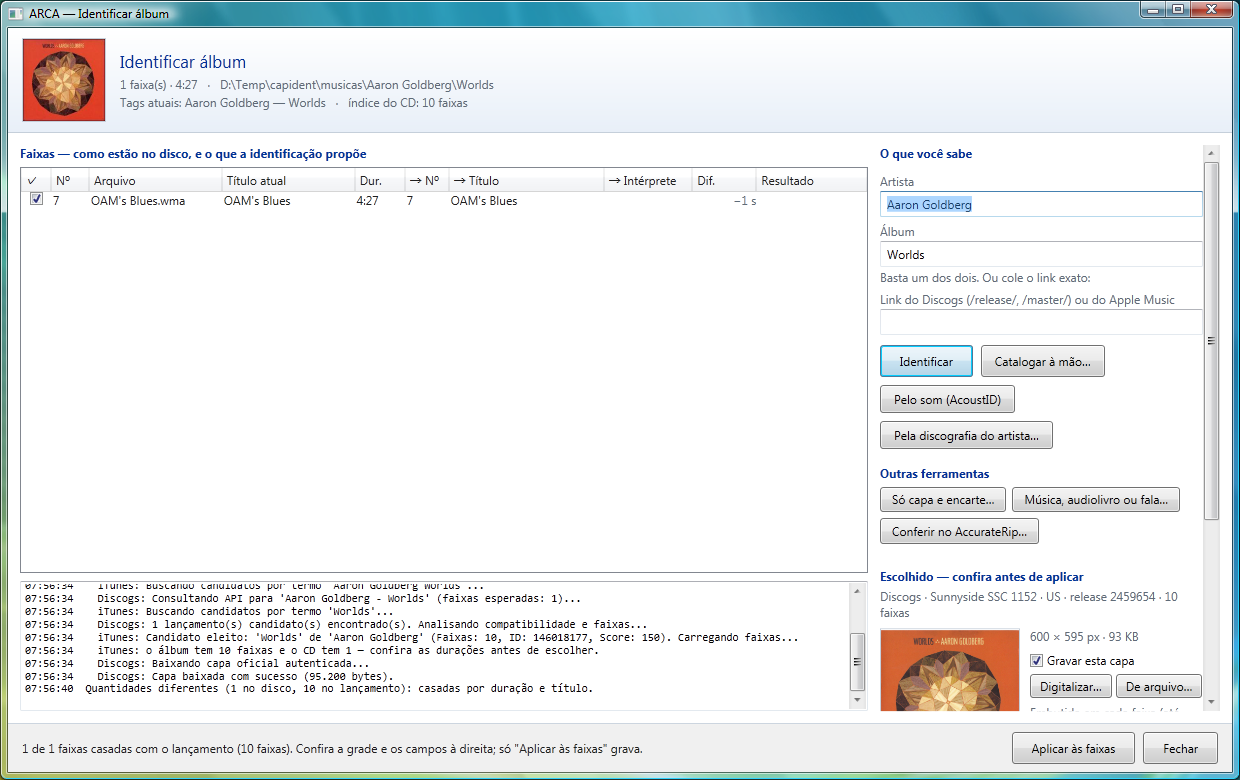 ARCA — Identificar álbum
WORLDS AARON GOLDBERG
Identificar álbum
1 faixa(s) · 4:27 · D:\Temp\capident\musicas\Aaron Goldberg\Worlds
Tags atuais: Aaron Goldberg — Worlds · índice do CD: 10 faixas
Faixas — como estão no disco, e o que a identificação propõe
✓ Nº Arquivo Título atual Dur. → Nº → Título → Intérprete Dif. Resultado
7 OAM's Blues.wma OAM's Blues 4:27 7 OAM's Blues −1 s
07:56:34 iTunes: Buscando candidatos por termo 'Aaron Goldberg Worlds'...
07:56:34 Discogs: Consultando API para 'Aaron Goldberg - Worlds' (faixas esperadas: 1)...
07:56:34 iTunes: Buscando candidatos por termo 'Worlds'...
07:56:34 Discogs: 1 lançamento(s) candidato(s) encontrado(s). Analisando compatibilidade e faixas...
07:56:34 iTunes: Candidato eleito: 'Worlds' de 'Aaron Goldberg' (Faixas: 10, ID: 146018177, Score: 150). Carregando faixas...
07:56:34 iTunes: o álbum tem 10 faixas e o CD tem 1 — confira as durações antes de escolher.
07:56:34 Discogs: Baixando capa oficial autenticada...
07:56:34 Discogs: Capa baixada com sucesso (95.200 bytes).
07:56:40 Quantidades diferentes (1 no disco, 10 no lançamento): casadas por duração e título.
O que você sabe
Artista
Aaron Goldberg
Álbum
Worlds
Basta um dos dois. Ou cole o link exato:
Link do Discogs (/release/, /master/) ou do Apple Music
Identificar Catalogar à mão...
Pelo som (AcoustID)
Pela discografia do artista...
Outras ferramentas
Só capa e encarte... Música, audiolivro ou fala...
Conferir no AccurateRip...
Escolhido — confira antes de aplicar
Discogs · Sunnyside SSC 1152 · US · release 2459654 · 10
faixas
WORLDS AARON GOLDBERG
600 × 595 px · 93 KB
Gravar esta capa
Digitalizar... De arquivo...
1 de 1 faixas casadas com o lançamento (10 faixas). Confira a grade e os campos à direita; só "Aplicar às faixas" grava.
Aplicar às faixas Fechar